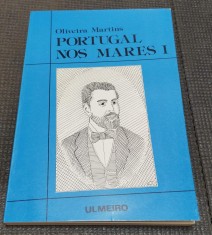 Oliveira Martins
PORTUGAL
NOS MARES I
ULMEIRO